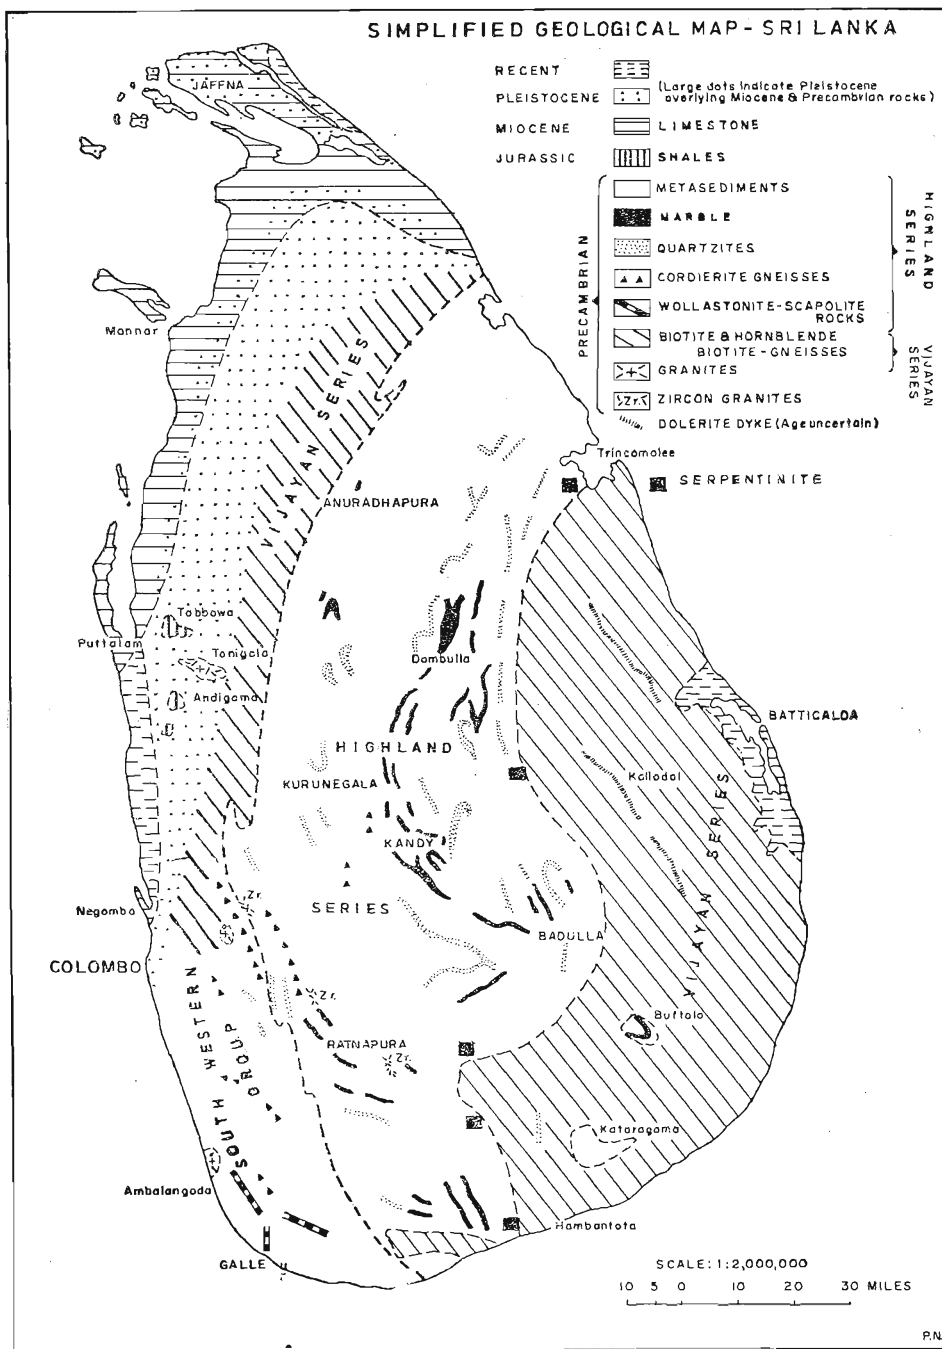 SIMPLIFIED GEOLOGICAL MAP - SRI LANKA
RECENT
PLEISTOCENE (Large dots indicate Pleistocene
overlying Miocene & Precambrian rocks)
MIOCENE LIMESTONE
JURASSIC SHALES
METASEDIMENTS
MARBLE
QUARTZITES
CORDIERITE GNEISSES
WOLLASTONITE-SCAPOLITE
ROCKS
BIOTITE & HORNBLENDE
BIOTITE-GNEISSES
GRANITES
Zr. ZIRCON GRANITES
DOLERITE DYKE (Age uncertain)
PRECAMBRIAN
HIGHLAND
SERIES
VIJAYAN
SERIES
SERPENTINITE
JAFFNA
Mannar
VIJAYAN SERIES
Trincomalee
ANURADHAPURA
Tabbowa
Puttalam
Tonigala
Dambulla
Andigama
BATTICALOA
HIGHLAND
KURUNEGALA
Kallodai
KANDY
VIJAYAN SERIES
Zr.
Negombo
SERIES
BADULLA
COLOMBO
Zr.
SOUTH WESTERN
GROUP
Buttala
RATNAPURA
Zr.
Kataragama
Ambalangoda
Hambantota
GALLE
SCALE: 1:2,000,000
10 5 0 10 20 30 MILES
P.N.